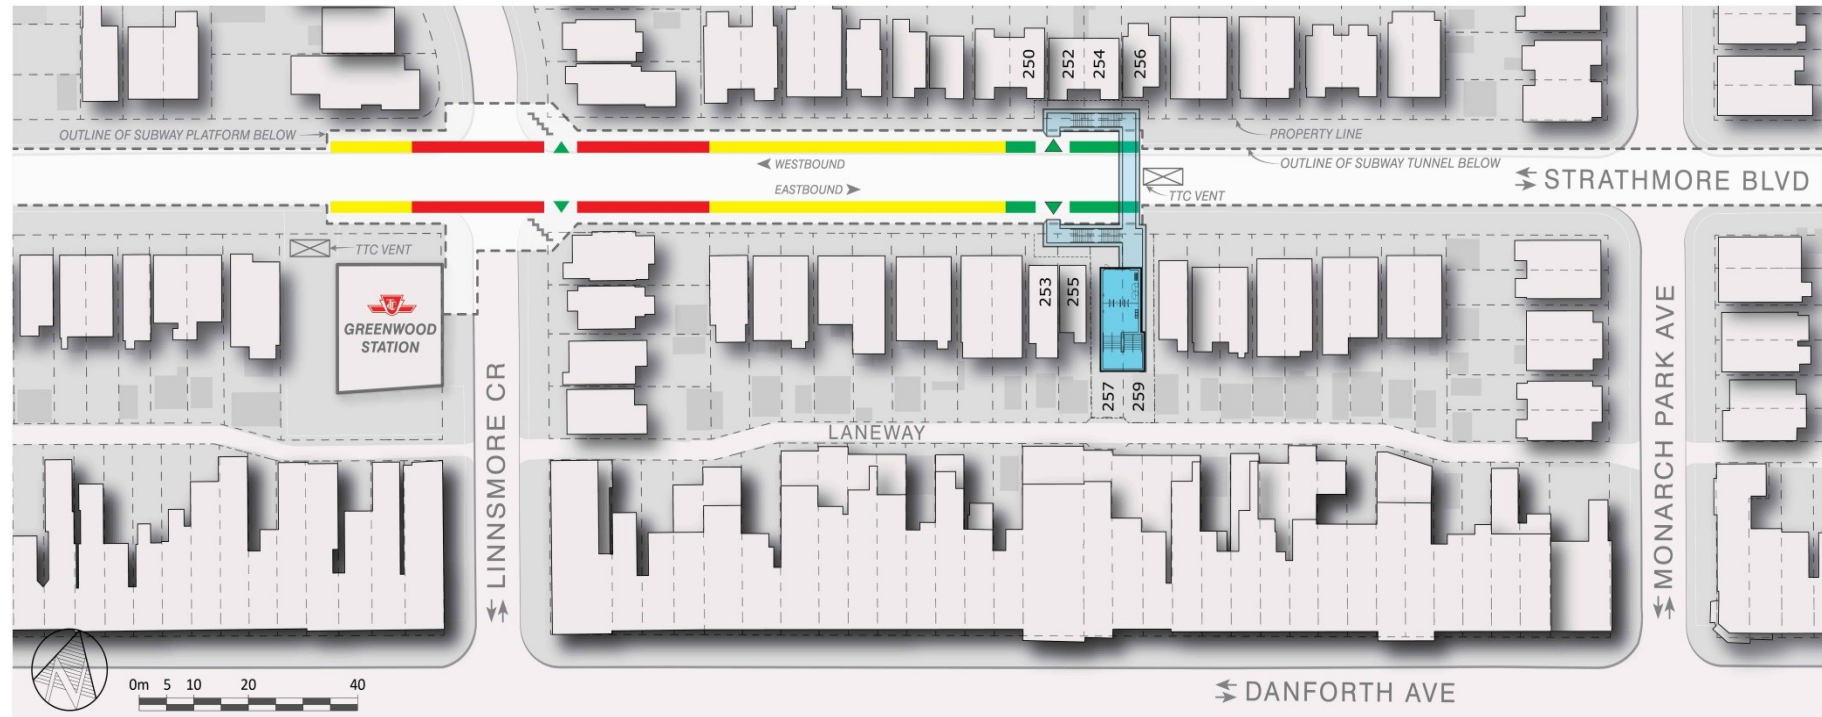 250
252
254
256
OUTLINE OF SUBWAY PLATFORM BELOW
PROPERTY LINE
WESTBOUND
OUTLINE OF SUBWAY TUNNEL BELOW
EASTBOUND
STRATHMORE BLVD
TTC VENT
TTC VENT
GREENWOOD
STATION
253
255
257
259
LANEWAY
LINNSMORE CR
MONARCH PARK AVE
N
0m 5 10 20 40
DANFORTH AVE